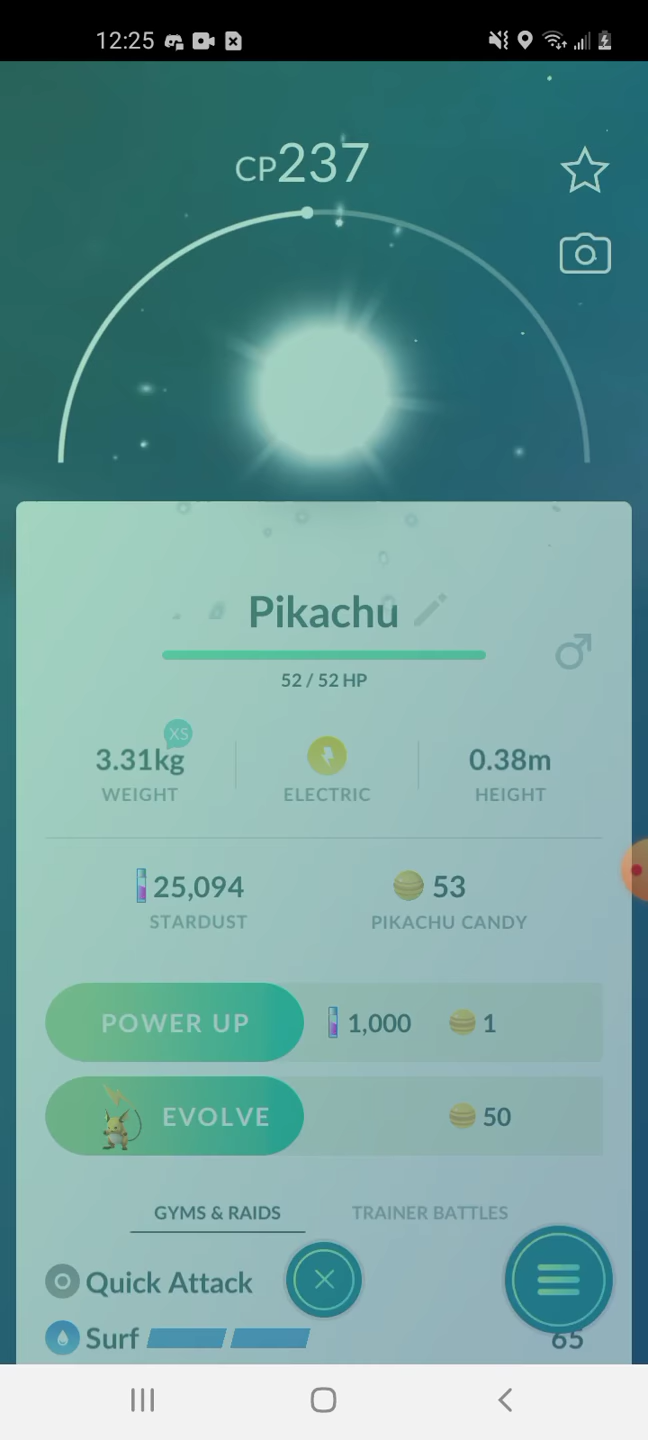 12:25
CP237
Pikachu
52 / 52 HP
XS
3.31kg
WEIGHT
ELECTRIC
0.38m
HEIGHT
25,094
STARDUST
53
PIKACHU CANDY
POWER UP 1,000 1
EVOLVE 50
GYMS & RAIDS TRAINER BATTLES
Quick Attack
Surf 65